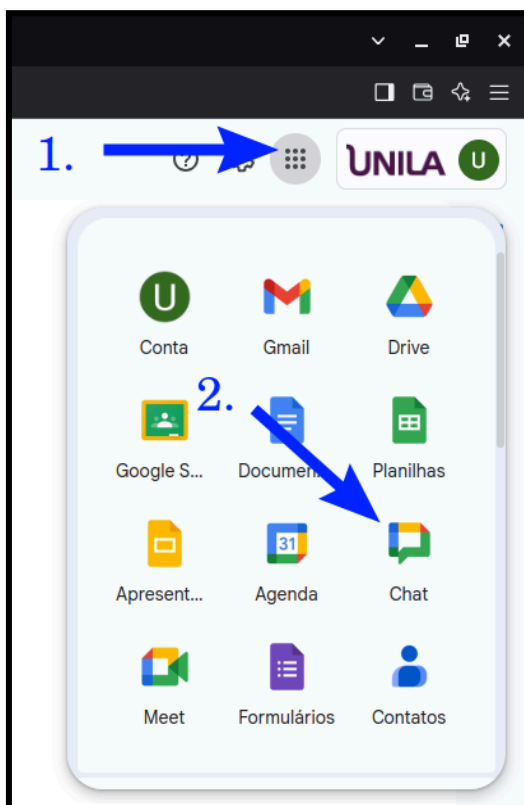 1.
UNILA U
U
Conta Gmail Drive
2.
Google S... Documen... Planilhas
31
Apresent... Agenda Chat
Meet Formulários Contatos